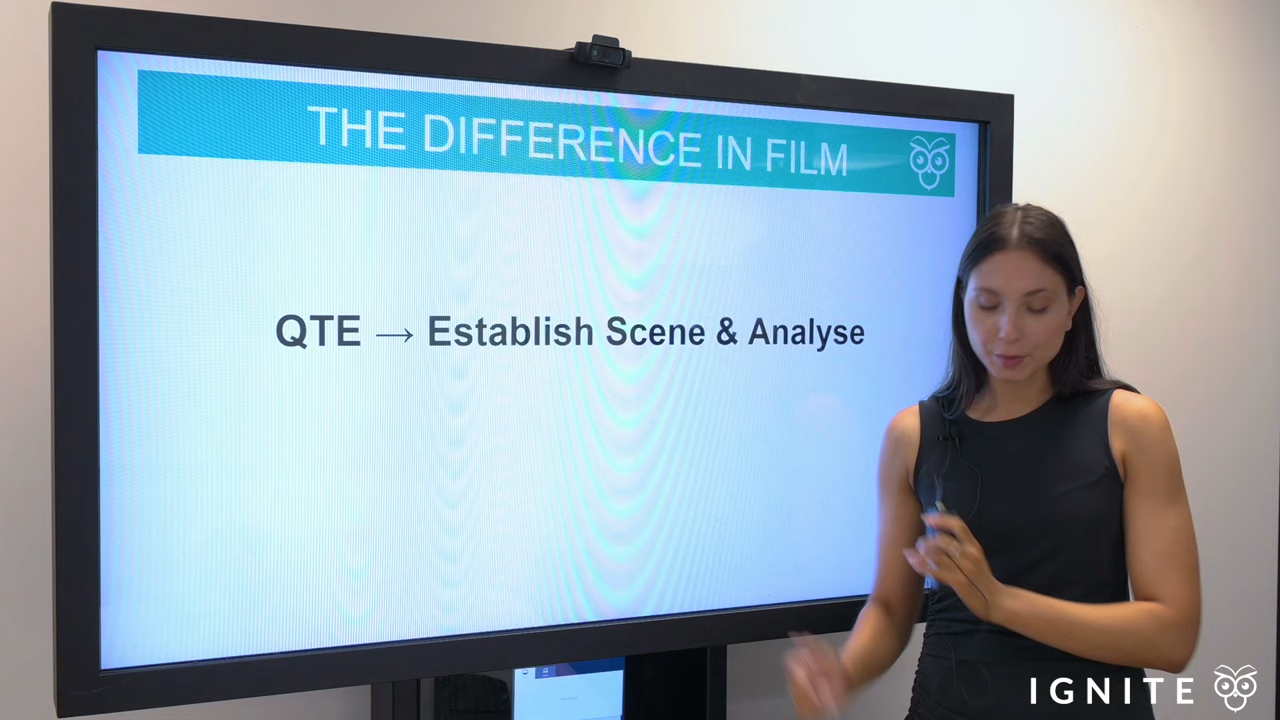 THE DIFFERENCE IN FILM
QTE → Establish Scene & Analyse
IGNITE